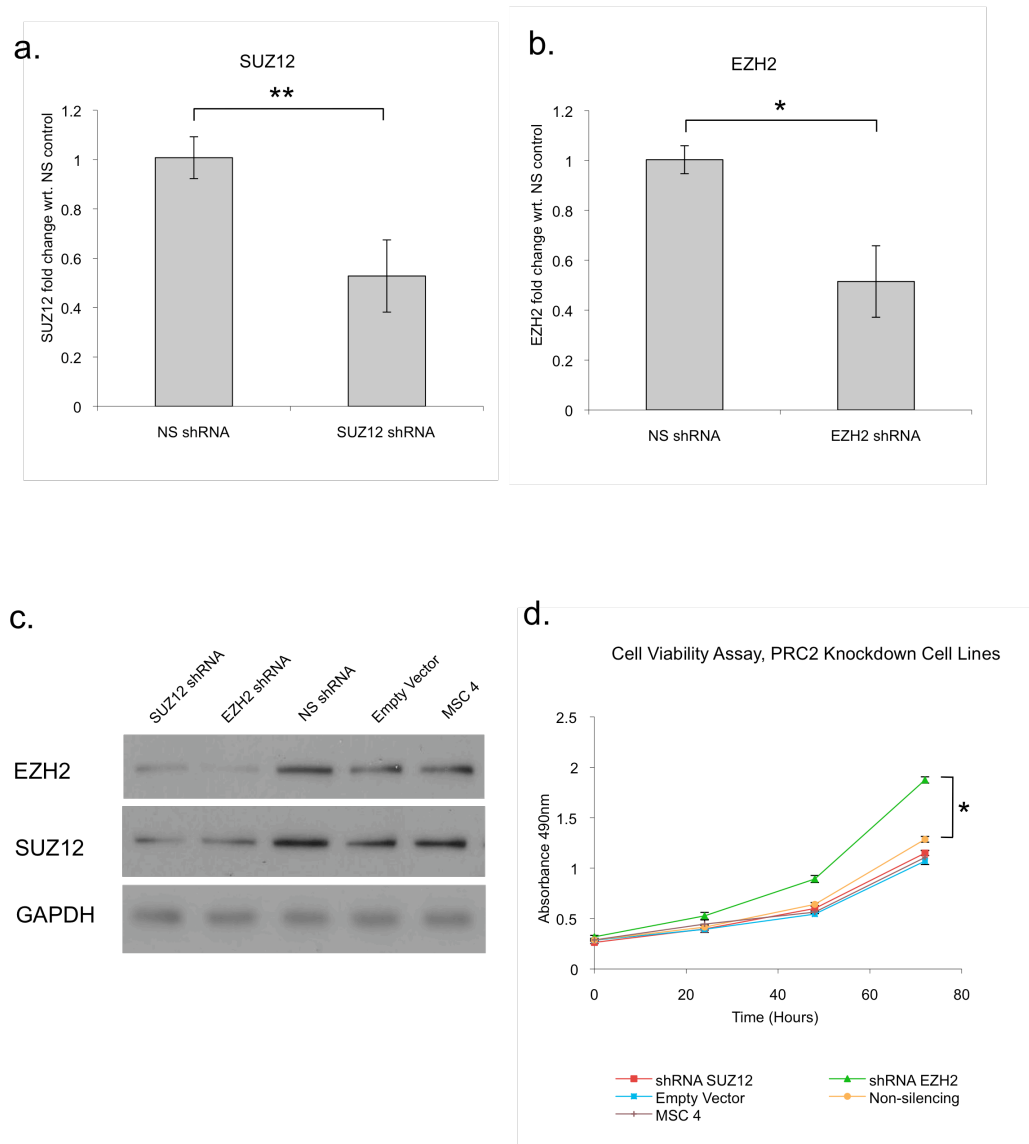 a.
SUZ12
**
SUZ12 fold change wrt. NS control
1.2
1
0.8
0.6
0.4
0.2
0
NS shRNA
SUZ12 shRNA
b.
EZH2
*
EZH2 fold change wrt. NS control
1.2
1
0.8
0.6
0.4
0.2
0
NS shRNA
EZH2 shRNA
c.
SUZ12 shRNA
EZH2 shRNA
NS shRNA
Empty Vector
MSC 4
EZH2
SUZ12
GAPDH
d.
Cell Viability Assay, PRC2 Knockdown Cell Lines
Absorbance 490nm
2.5
2
1.5
1
0.5
0
*
0 20 40 60 80
Time (Hours)
shRNA SUZ12
shRNA EZH2
Empty Vector
Non-silencing
MSC 4